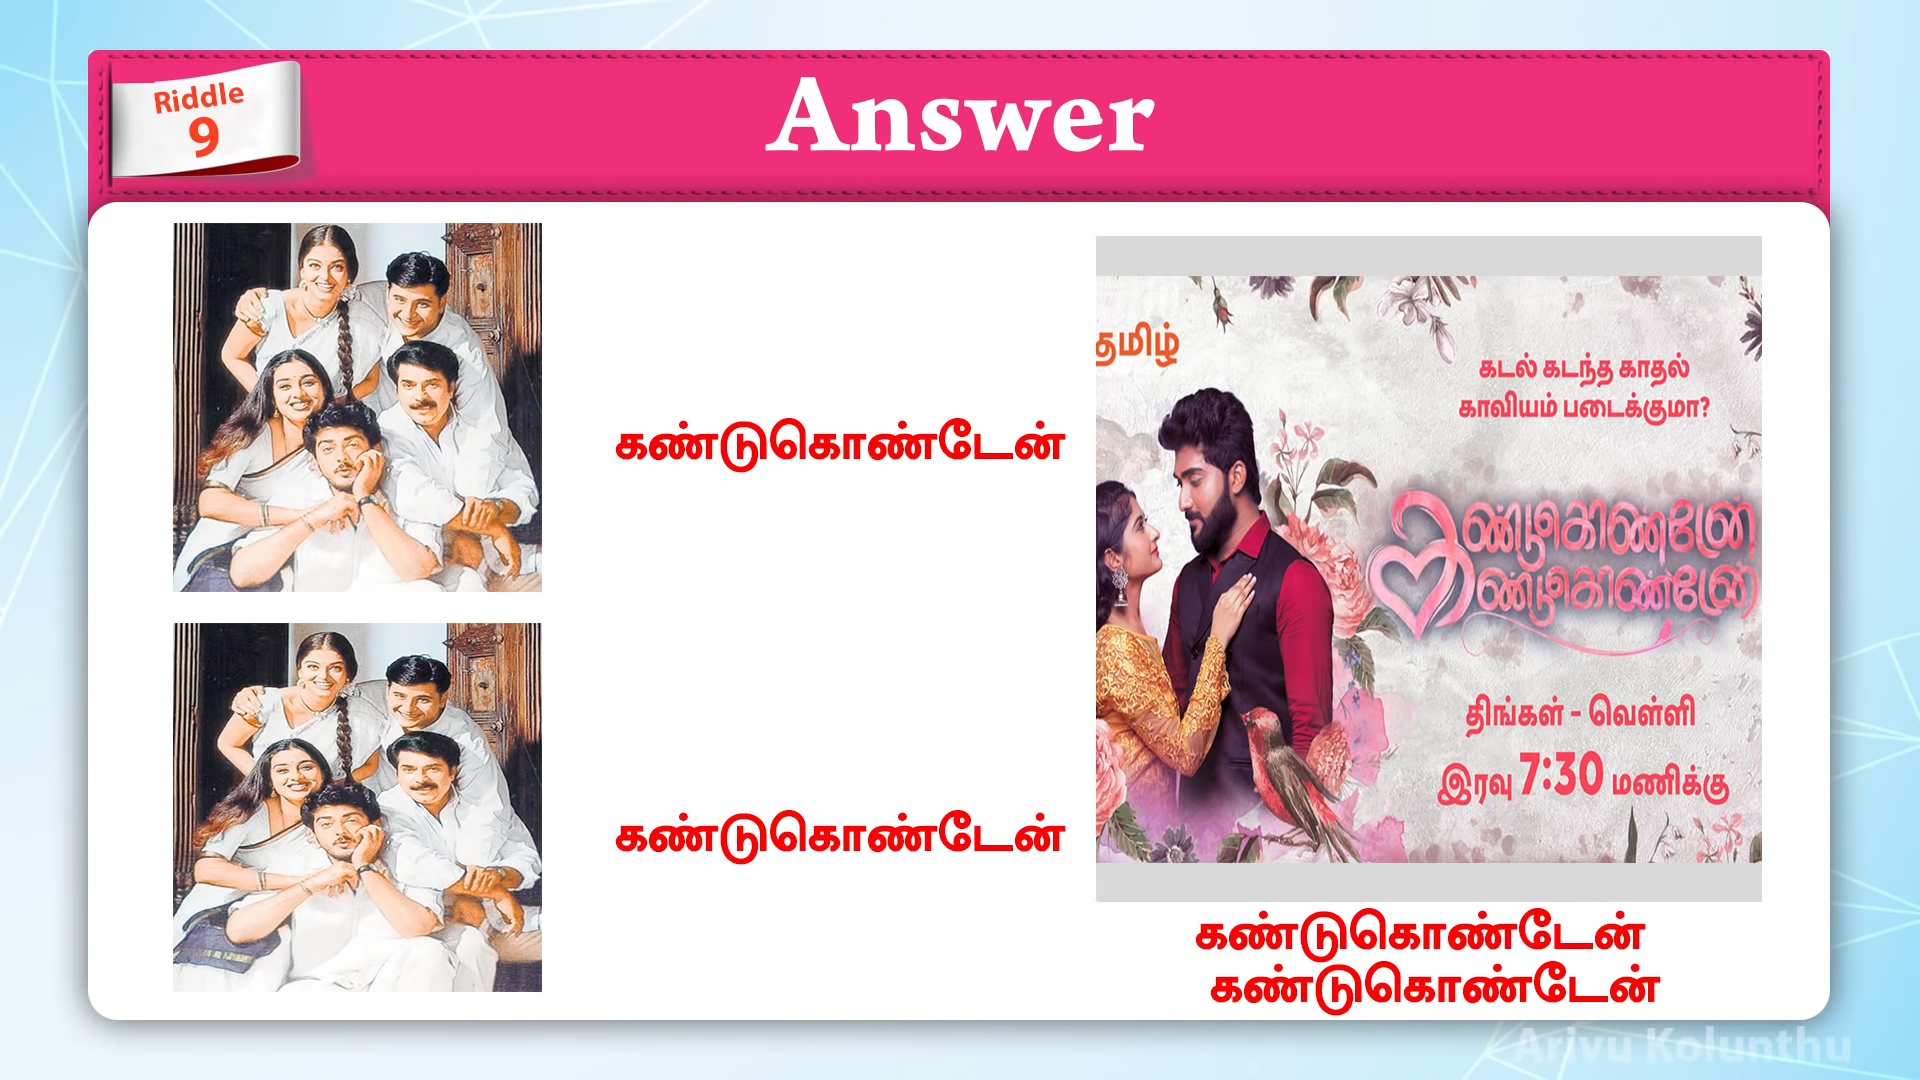 Riddle
9
Answer
கண்டுகொண்டேன்
கண்டுகொண்டேன்
தமிழ்
கடல் கடந்த காதல்
காவியம் படைக்குமா?
கண்டுகொண்டேன்
கண்டுகொண்டேன்
திங்கள் - வெள்ளி
இரவு 7:30 மணிக்கு
கண்டுகொண்டேன்
கண்டுகொண்டேன்
Arivu Kolunthu